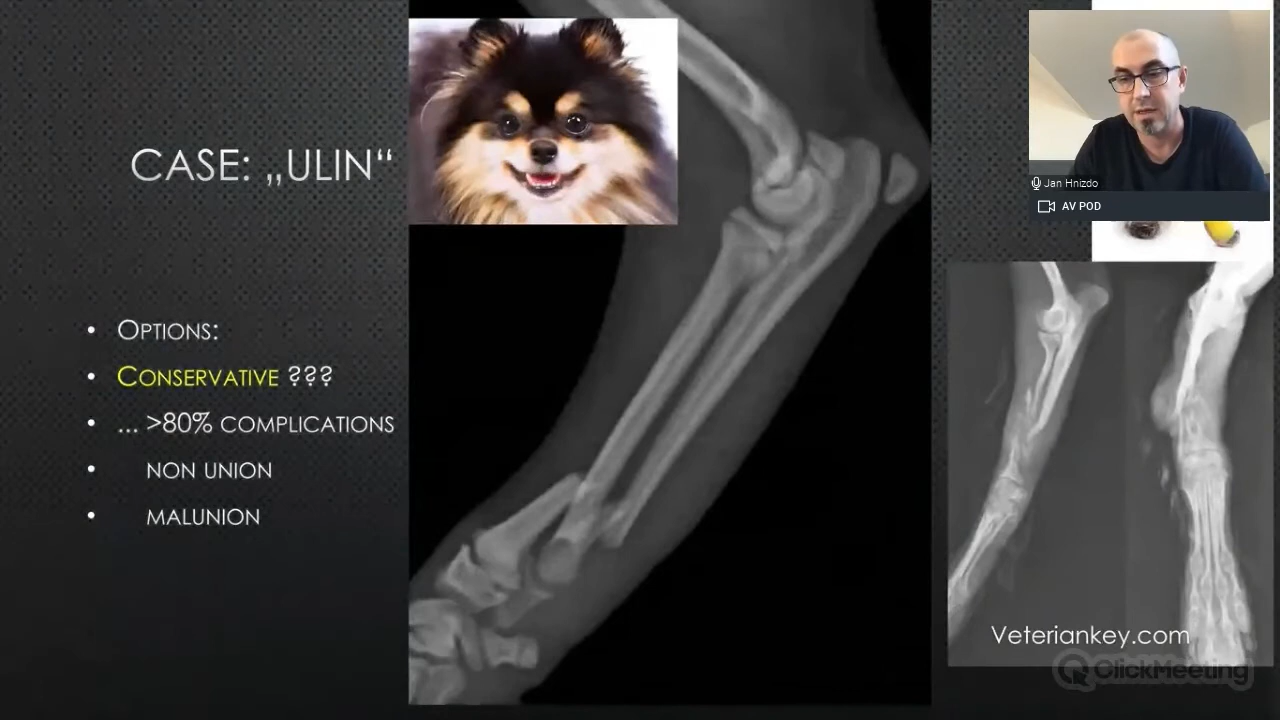 CASE: „ULIN“
• OPTIONS:
• CONSERVATIVE ???
• ... >80% COMPLICATIONS
• NON UNION
• MALUNION
Jan Hnizdo
AV POD
Veteriankey.com
ClickMeeting